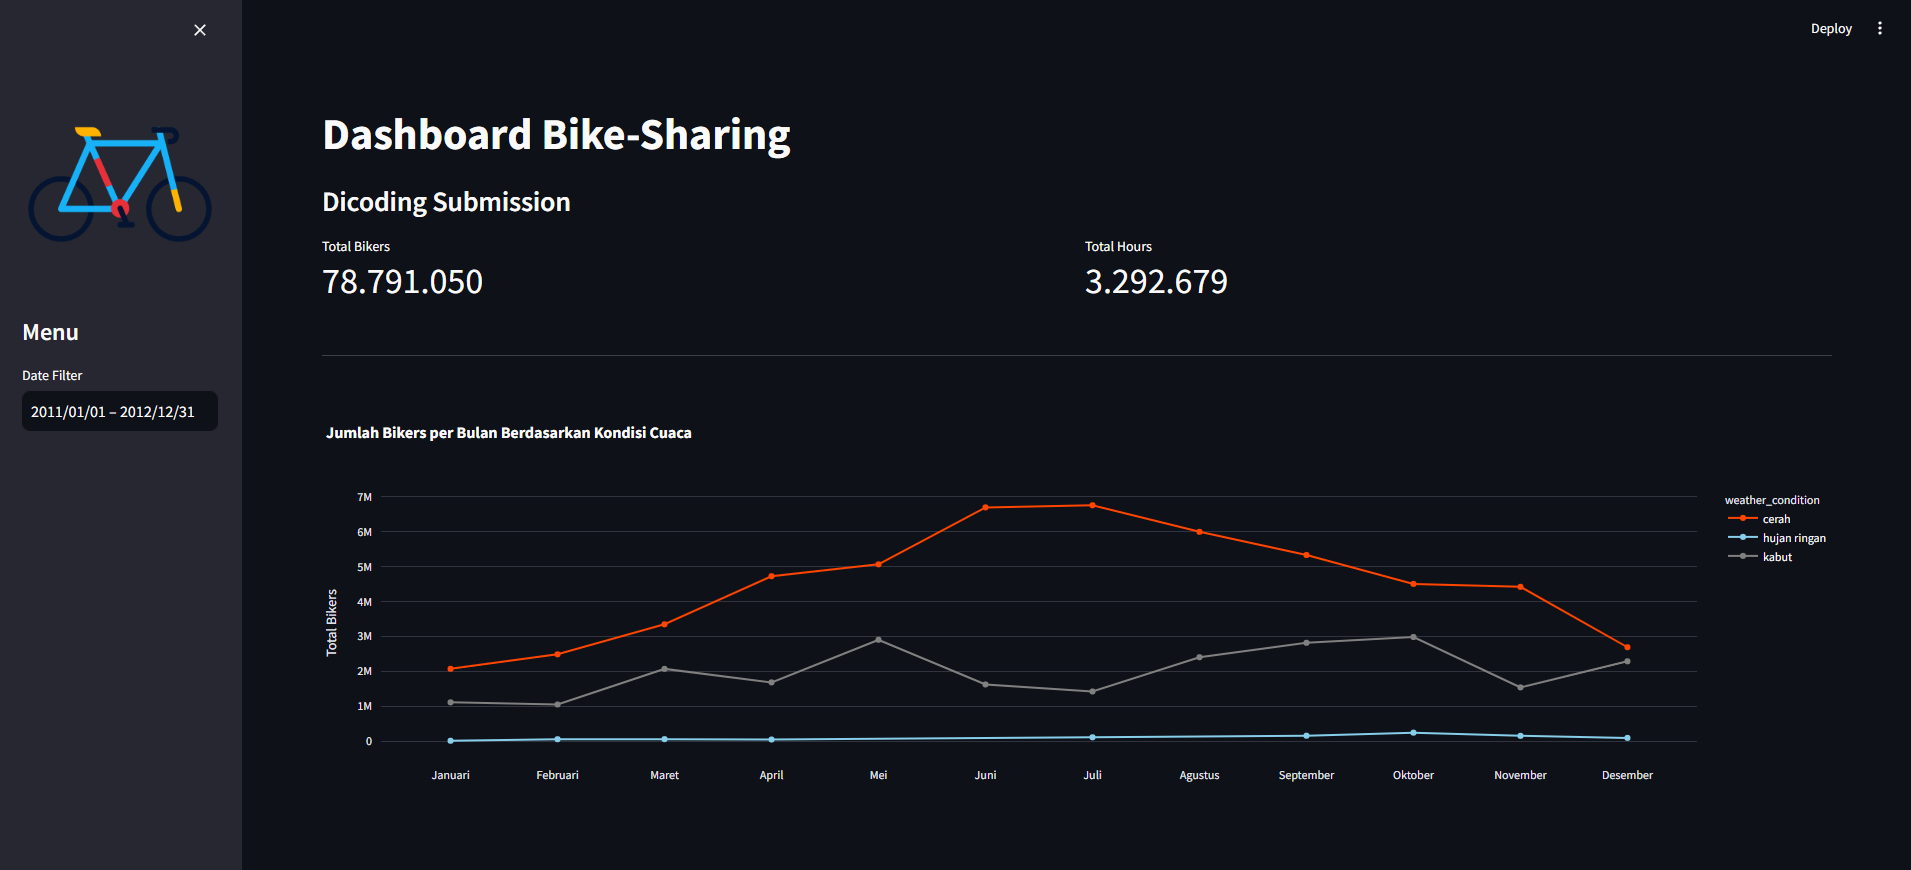 Deploy
Dashboard Bike-Sharing
Dicoding Submission
Total Bikers
78.791.050
Total Hours
3.292.679
Menu
Date Filter
2011/01/01 – 2012/12/31
Jumlah Bikers per Bulan Berdasarkan Kondisi Cuaca
Total Bikers
7M
6M
5M
4M
3M
2M
1M
0
Januari
Februari
Maret
April
Mei
Juni
Juli
Agustus
September
Oktober
November
Desember
weather_condition
cerah
hujan ringan
kabut